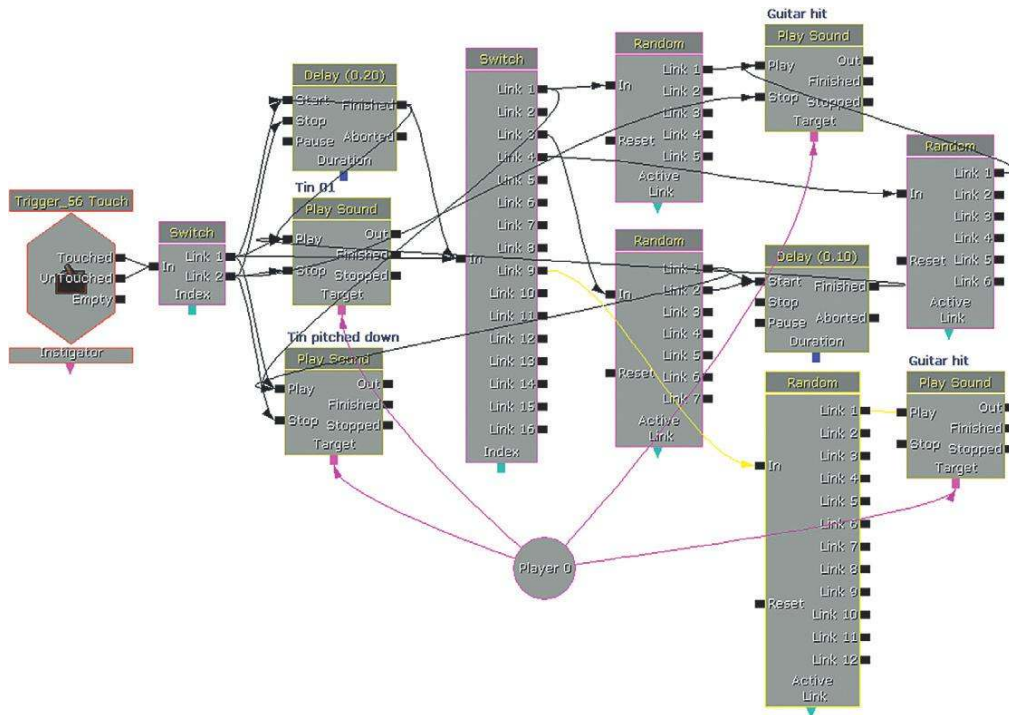 Trigger_56 Touch
Touched
UnTouched
Empty
Instigator
Switch
In
Link 1
Link 2
Index
Delay (0.20)
Start
Finished
Stop
Aborted
Pause
Duration
Tin 01
Play Sound
Play
Out
Finished
Stop
Stopped
Target
Tin pitched down
Play Sound
Play
Out
Finished
Stop
Stopped
Target
Switch
In
Link 1
Link 2
Link 3
Link 4
Link 5
Link 6
Link 7
Link 8
Link 9
Link 10
Link 11
Link 12
Link 13
Link 14
Link 15
Link 16
Index
Random
In
Reset
Link 1
Link 2
Link 3
Link 4
Link 5
Active
Link
Random
In
Reset
Link 1
Link 2
Link 3
Link 4
Link 5
Link 6
Link 7
Active
Link
Guitar hit
Play Sound
Play
Out
Finished
Stop
Stopped
Target
Delay (0.10)
Start
Finished
Stop
Pause
Aborted
Duration
Random
In
Reset
Link 1
Link 2
Link 3
Link 4
Link 5
Link 6
Active
Link
Random
In
Reset
Link 1
Link 2
Link 3
Link 4
Link 5
Link 6
Link 7
Link 8
Link 9
Link 10
Link 11
Link 12
Active
Link
Guitar hit
Play Sound
Play
Out
Finished
Stop
Stopped
Target
Player 0